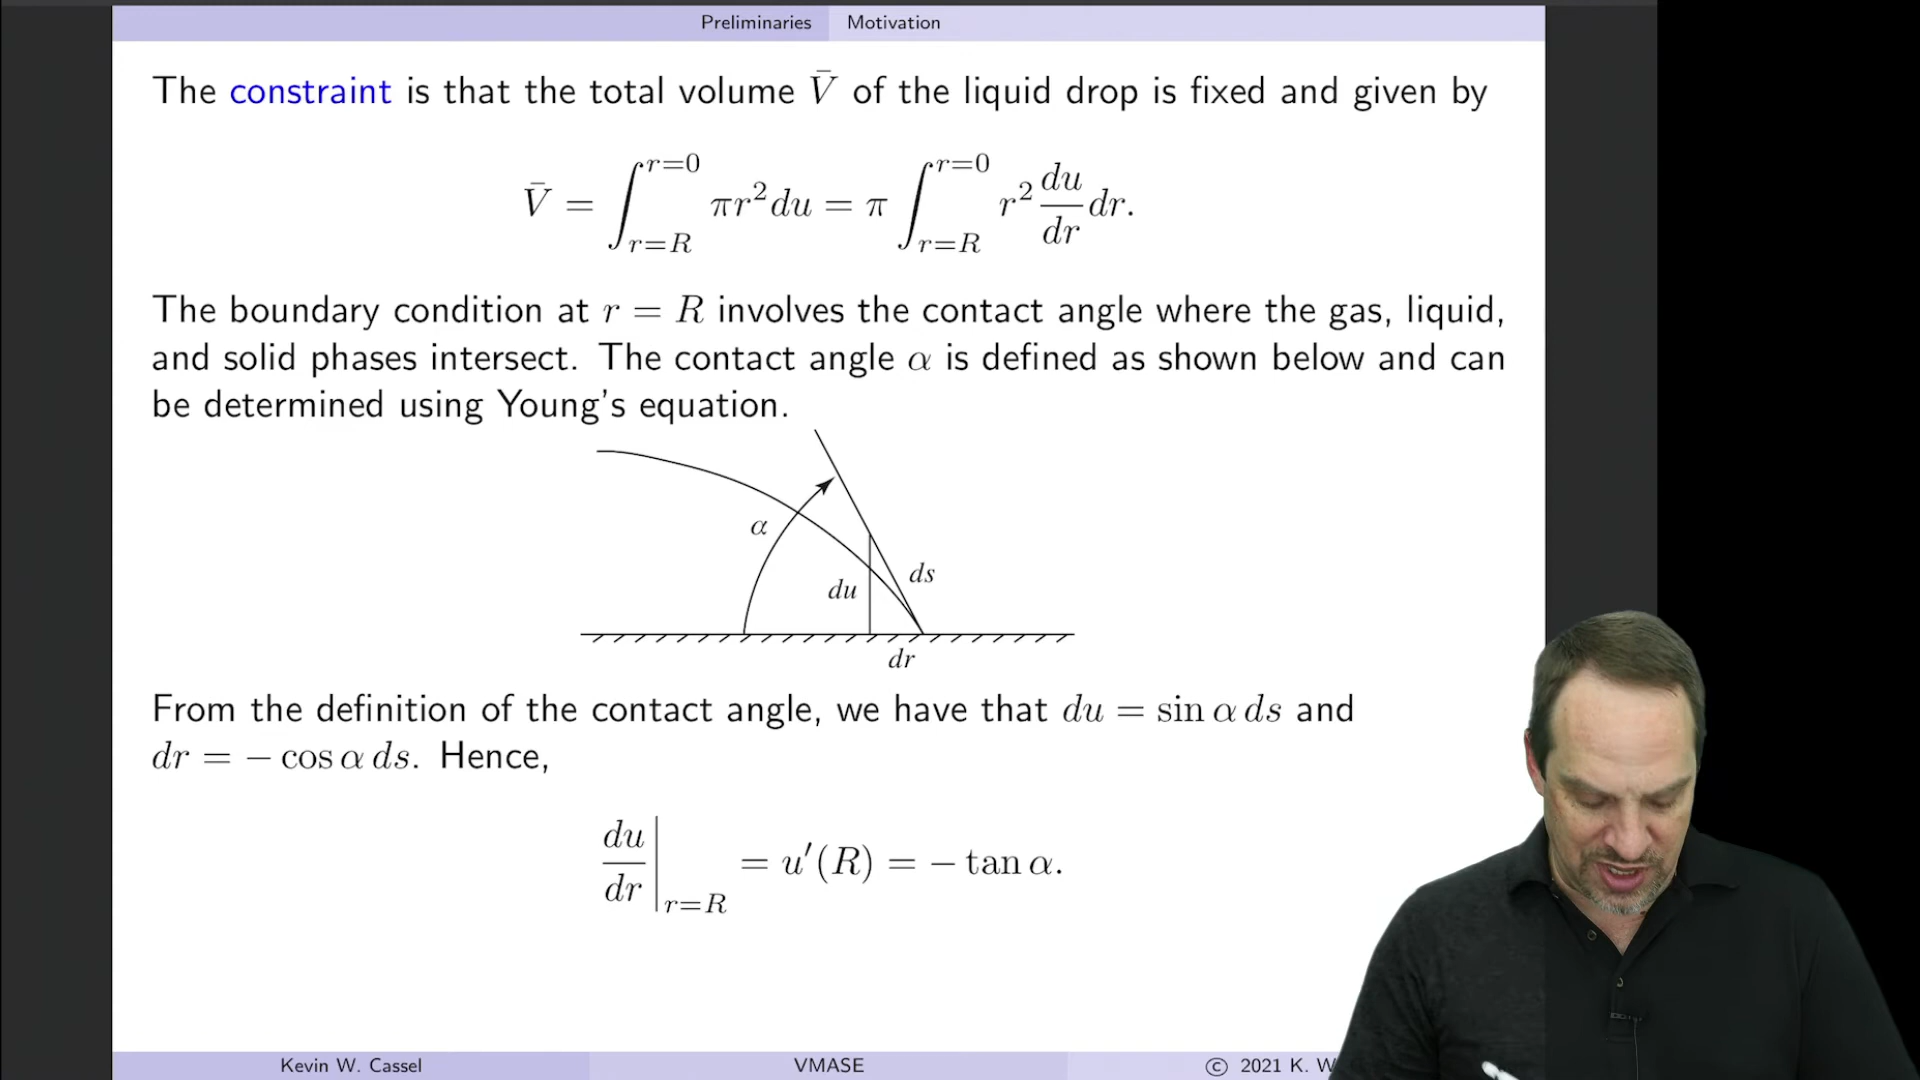 Preliminaries Motivation
The constraint is that the total volume V̄ of the liquid drop is fixed and given by
V̄ = ∫_{r=R}^{r=0} πr² du = π ∫_{r=R}^{r=0} r² du/dr dr.
The boundary condition at r = R involves the contact angle where the gas, liquid,
and solid phases intersect. The contact angle α is defined as shown below and can
be determined using Young's equation.
α
du
ds
dr
From the definition of the contact angle, we have that du = sin α ds and
dr = − cos α ds. Hence,
du/dr |_{r=R} = u′(R) = − tan α.
Kevin W. Cassel VMASE © 2021 K. W